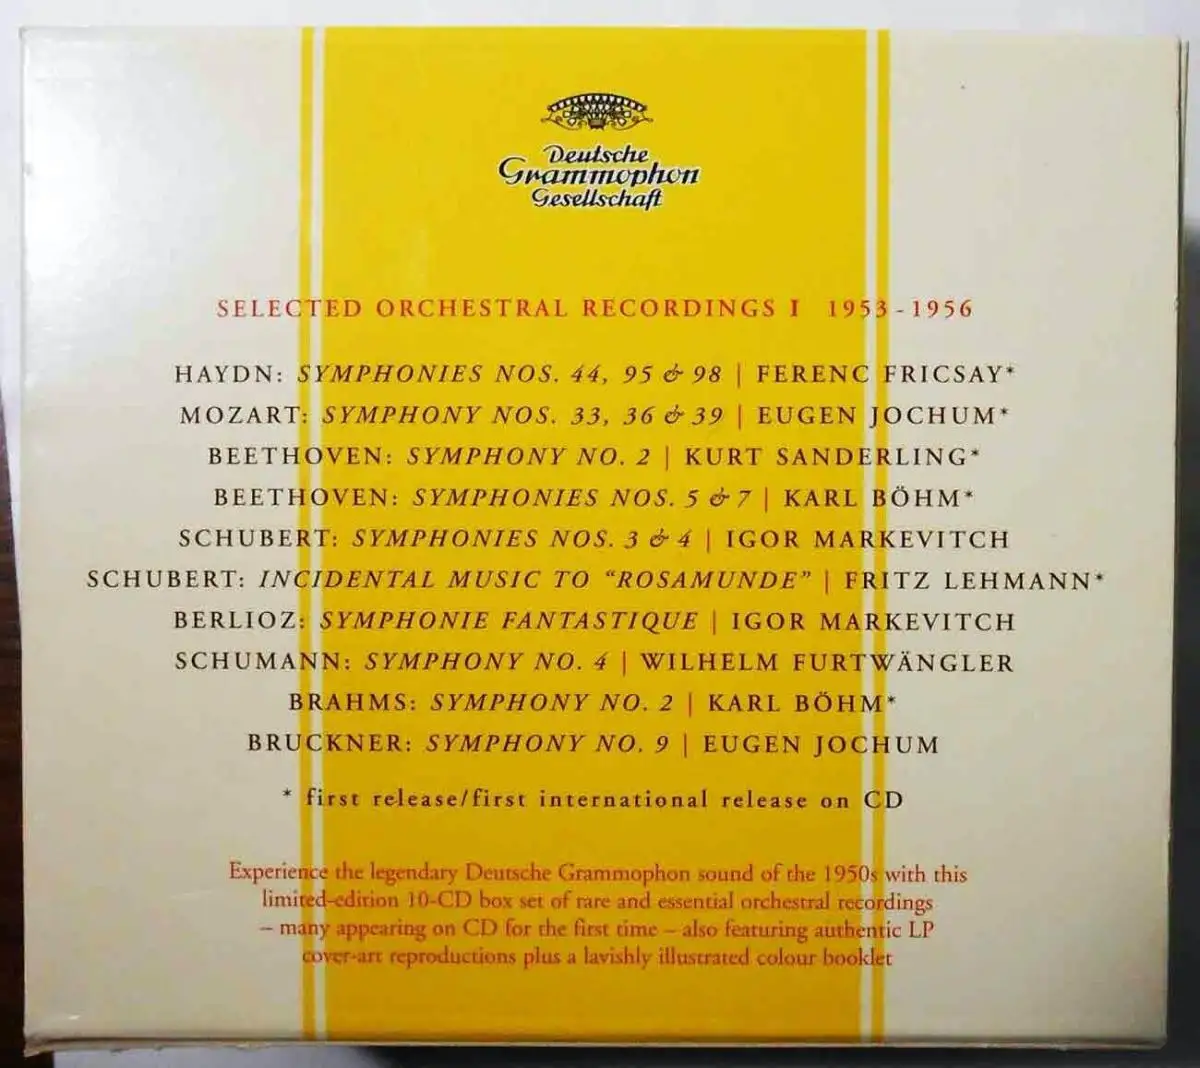 Deutsche
Grammophon
Gesellschaft
SELECTED ORCHESTRAL RECORDINGS I 1953-1956
HAYDN: SYMPHONIES NOS. 44, 95 & 98 | FERENC FRICSAY*
MOZART: SYMPHONY NOS. 33, 36 & 39 | EUGEN JOCHUM*
BEETHOVEN: SYMPHONY NO. 2 | KURT SANDERLING*
BEETHOVEN: SYMPHONIES NOS. 5 & 7 | KARL BÖHM*
SCHUBERT: SYMPHONIES NOS. 3 & 4 | IGOR MARKEVITCH
SCHUBERT: INCIDENTAL MUSIC TO “ROSAMUNDE” | FRITZ LEHMANN*
BERLIOZ: SYMPHONIE FANTASTIQUE | IGOR MARKEVITCH
SCHUMANN: SYMPHONY NO. 4 | WILHELM FURTWÄNGLER
BRAHMS: SYMPHONY NO. 2 | KARL BÖHM*
BRUCKNER: SYMPHONY NO. 9 | EUGEN JOCHUM
* first release/first international release on CD
Experience the legendary Deutsche Grammophon sound of the 1950s with this
limited-edition 10-CD box set of rare and essential orchestral recordings
– many appearing on CD for the first time – also featuring authentic LP
cover-art reproductions plus a lavishly illustrated colour booklet